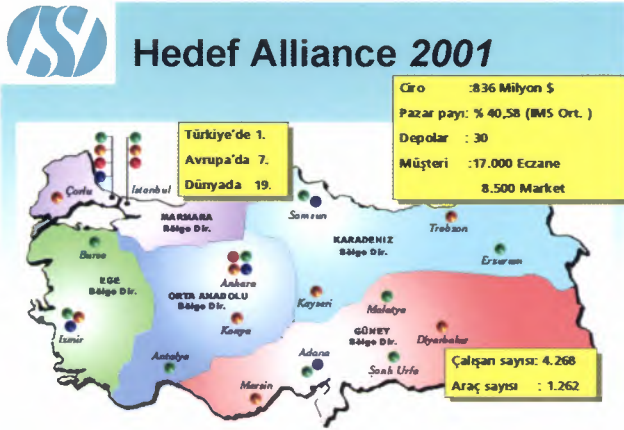 Hedef Alliance 2001
Ciro :836 Milyon $
Pazar payı: % 40,58 (IMS Ort. )
Depolar : 30
Müşteri :17.000 Eczane
8.500 Market
Türkiye'de 1.
Avrupa'da 7.
Dünyada 19.
Çorlu
İstanbul
MARMARA
Bölge Dir.
Samsun
Trabzon
KARADENİZ
Bölge Dir.
Erzurum
Bursa
EGE
Bölge Dir.
Ankara
ORTA ANADOLU
Bölge Dir.
Kayseri
Malatya
Konya
GÜNEY
Bölge Dir.
Diyarbakır
İzmir
Antalya
Adana
Şanlı Urfa
Mersin
Çalışan sayısı: 4.268
Araç sayısı : 1.262